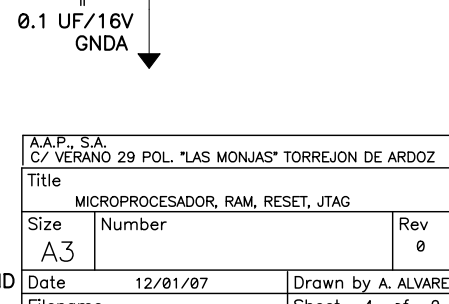 0.1 UF/16V
GNDA
A.A.P., S.A.
C/ VERANO 29 POL. "LAS MONJAS" TORREJON DE ARDOZ
Title
MICROPROCESADOR, RAM, RESET, JTAG
Size Number Rev
A3 0
Date 12/01/07 Drawn by A.